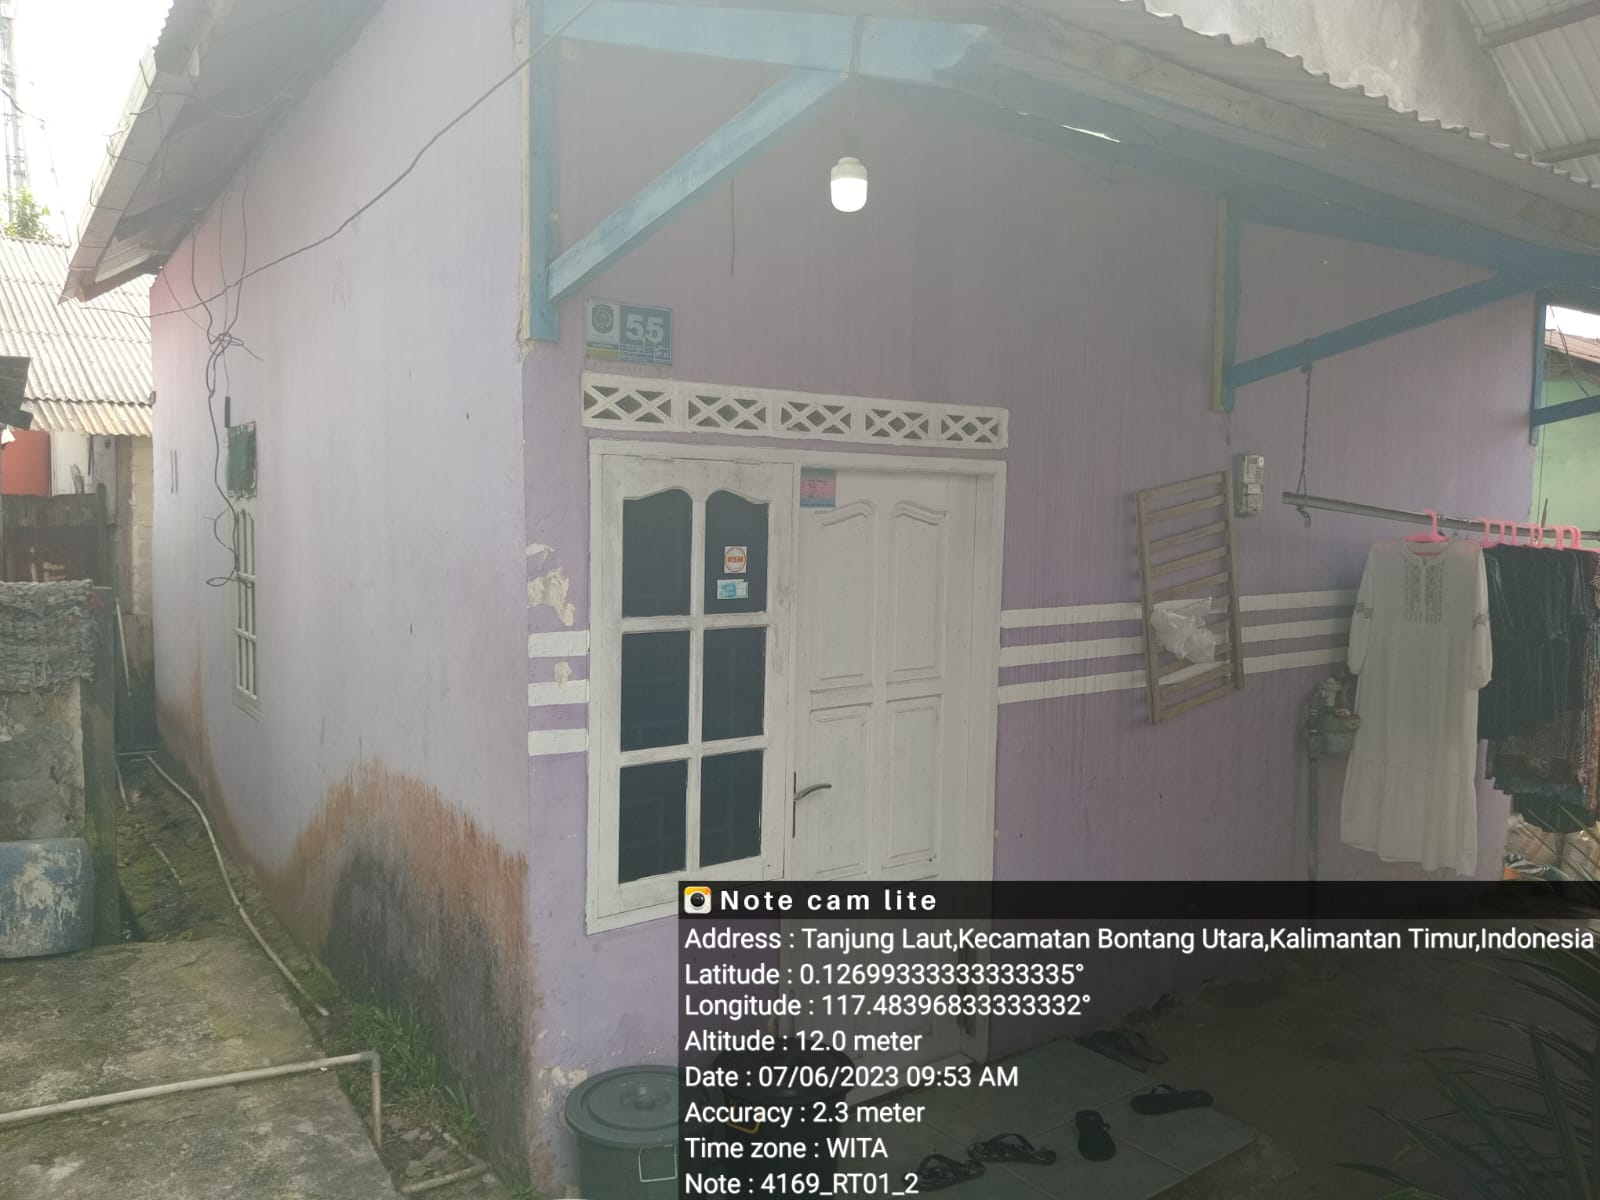 55
Note cam lite
Address : Tanjung Laut,Kecamatan Bontang Utara,Kalimantan Timur,Indonesia
Latitude : 0.12699333333333335°
Longitude : 117.48396833333332°
Altitude : 12.0 meter
Date : 07/06/2023 09:53 AM
Accuracy : 2.3 meter
Time zone : WITA
Note : 4169_RT01_2